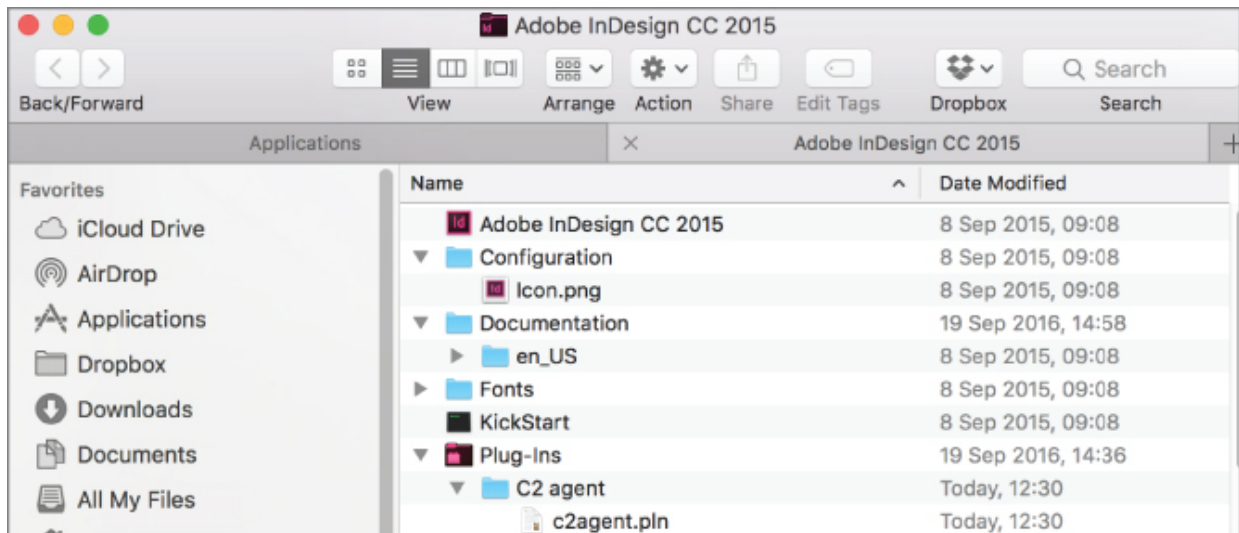 Adobe InDesign CC 2015
Back/Forward View Arrange Action Share Edit Tags Dropbox Search
Search
Applications Adobe InDesign CC 2015
Favorites
iCloud Drive
AirDrop
Applications
Dropbox
Downloads
Documents
All My Files
Name Date Modified
Adobe InDesign CC 2015 8 Sep 2015, 09:08
Configuration 8 Sep 2015, 09:08
Icon.png 8 Sep 2015, 09:08
Documentation 19 Sep 2016, 14:58
en_US 8 Sep 2015, 09:08
Fonts 8 Sep 2015, 09:08
KickStart 8 Sep 2015, 09:08
Plug-Ins 19 Sep 2016, 14:36
C2 agent Today, 12:30
c2agent.pln Today, 12:30